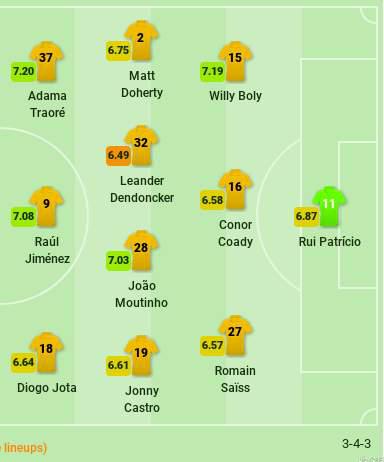 2
6.75
Matt
Doherty
37
7.20
Adama
Traoré
15
7.19
Willy Boly
32
6.49
Leander
Dendoncker
16
6.58
Conor
Coady
11
6.87
Rui Patrício
9
7.08
Raúl
Jiménez
28
7.03
João
Moutinho
18
6.64
Diogo Jota
19
6.61
Jonny
Castro
27
6.57
Romain
Saïss
lineups)
3-4-3